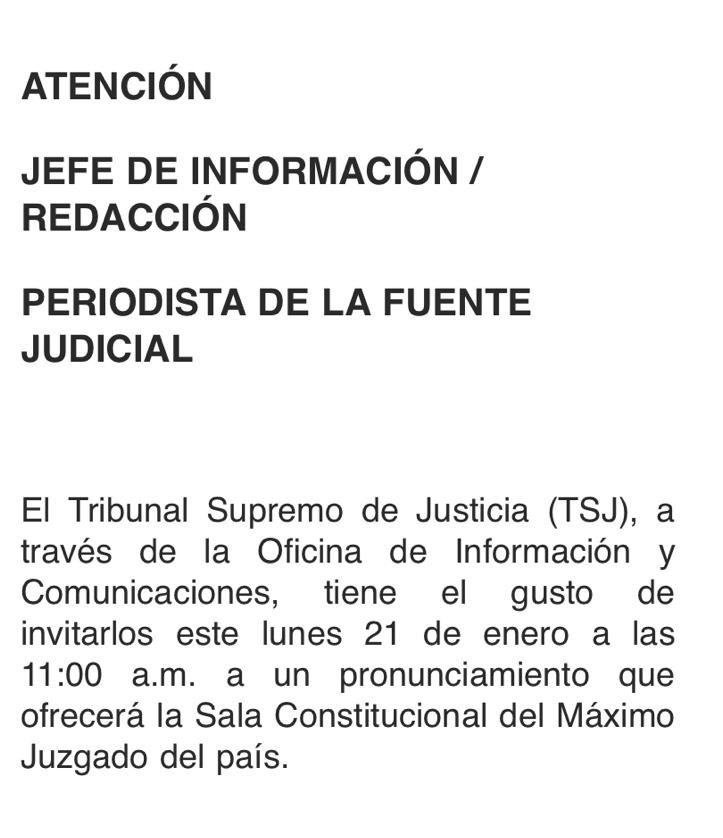 ATENCIÓN
JEFE DE INFORMACIÓN /
REDACCIÓN
PERIODISTA DE LA FUENTE
JUDICIAL
El Tribunal Supremo de Justicia (TSJ), a
través de la Oficina de Información y
Comunicaciones, tiene el gusto de
invitarlos este lunes 21 de enero a las
11:00 a.m. a un pronunciamiento que
ofrecerá la Sala Constitucional del Máximo
Juzgado del país.